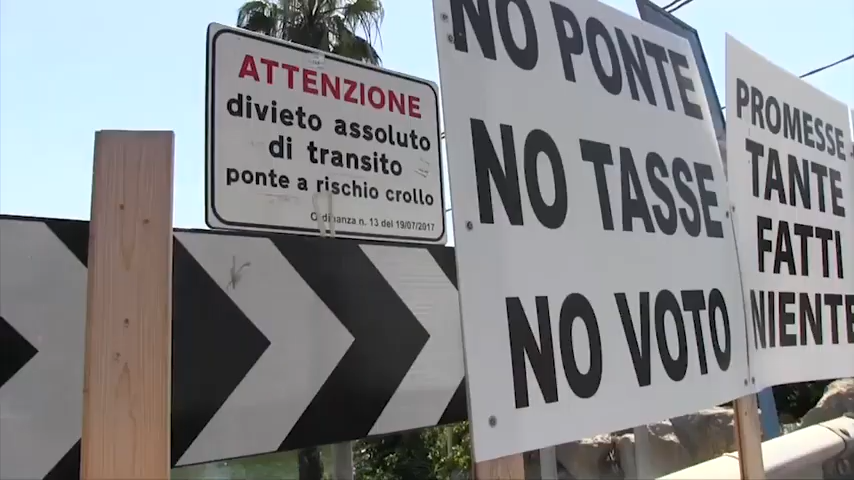 ATTENZIONE
divieto assoluto
di transito
ponte a rischio crollo
Ordinanza n. 13 del 19/07/2017
NO PONTE
NO TASSE
NO VOTO
PROMESSE
TANTE
FATTI
NIENTE